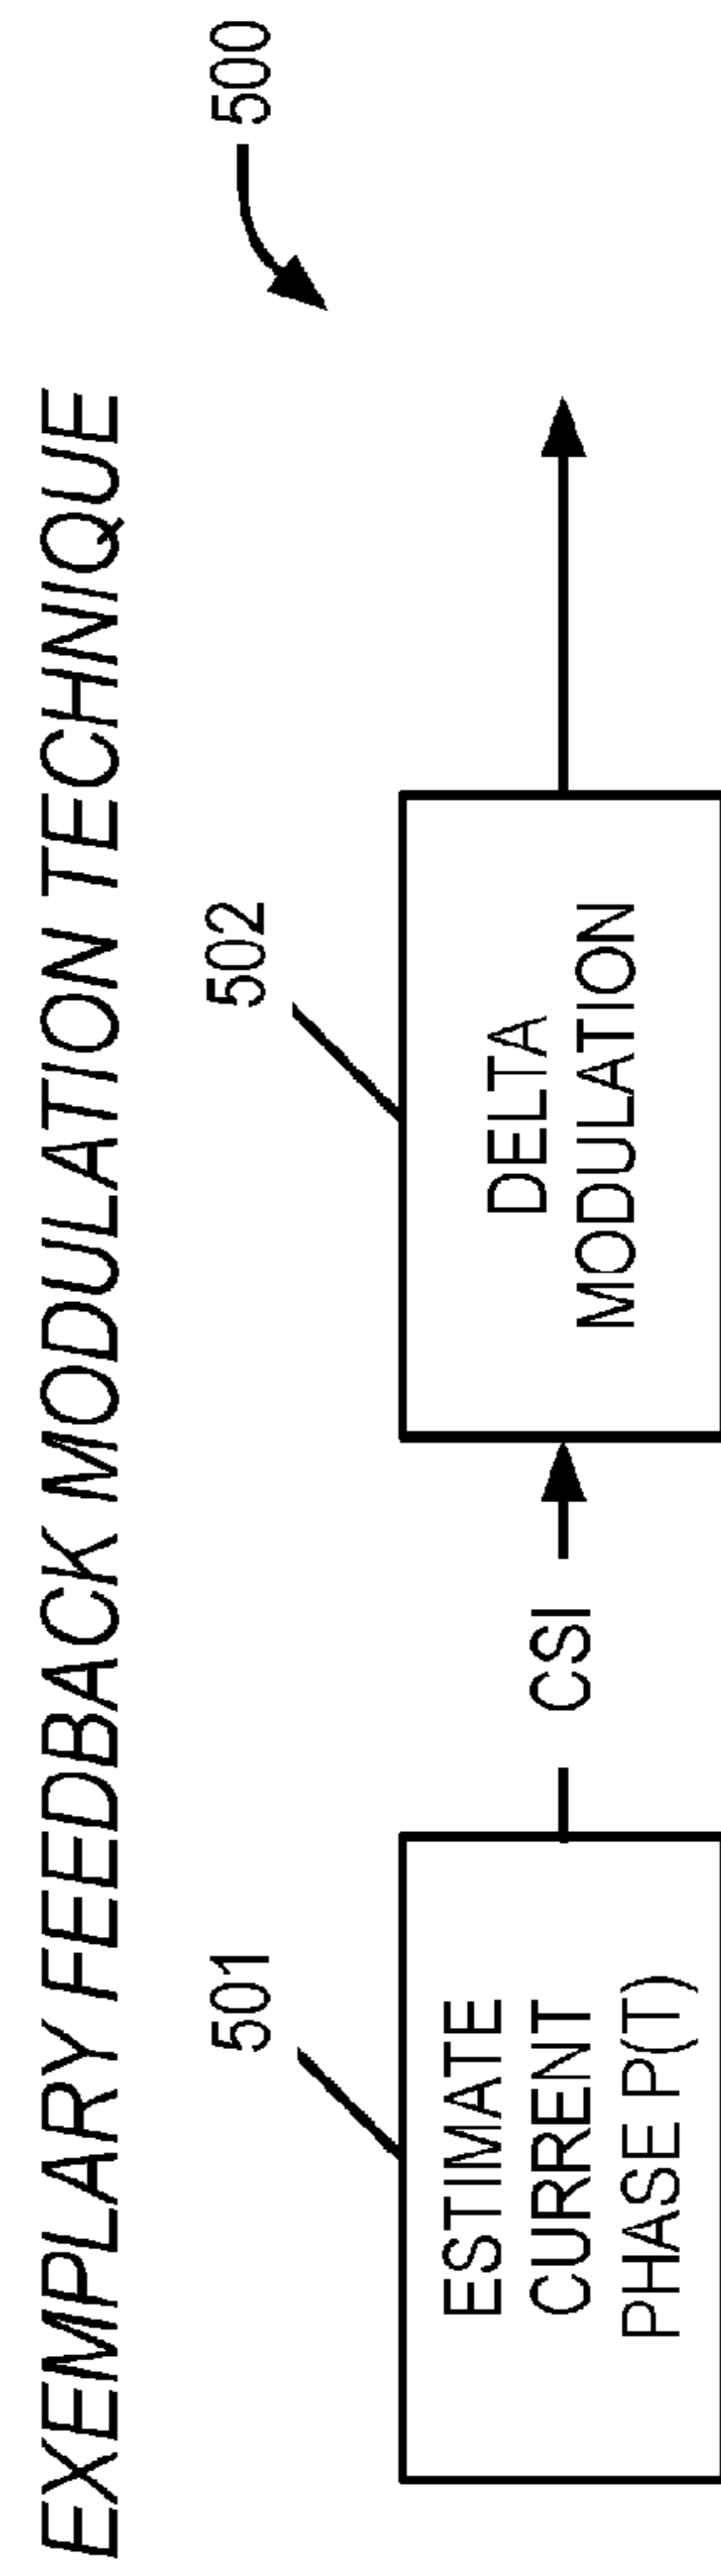 EXEMPLARY FEEDBACK MODULATION TECHNIQUE
500
501
ESTIMATE
CURRENT
PHASE P(T)
CSI
502
DELTA
MODULATION